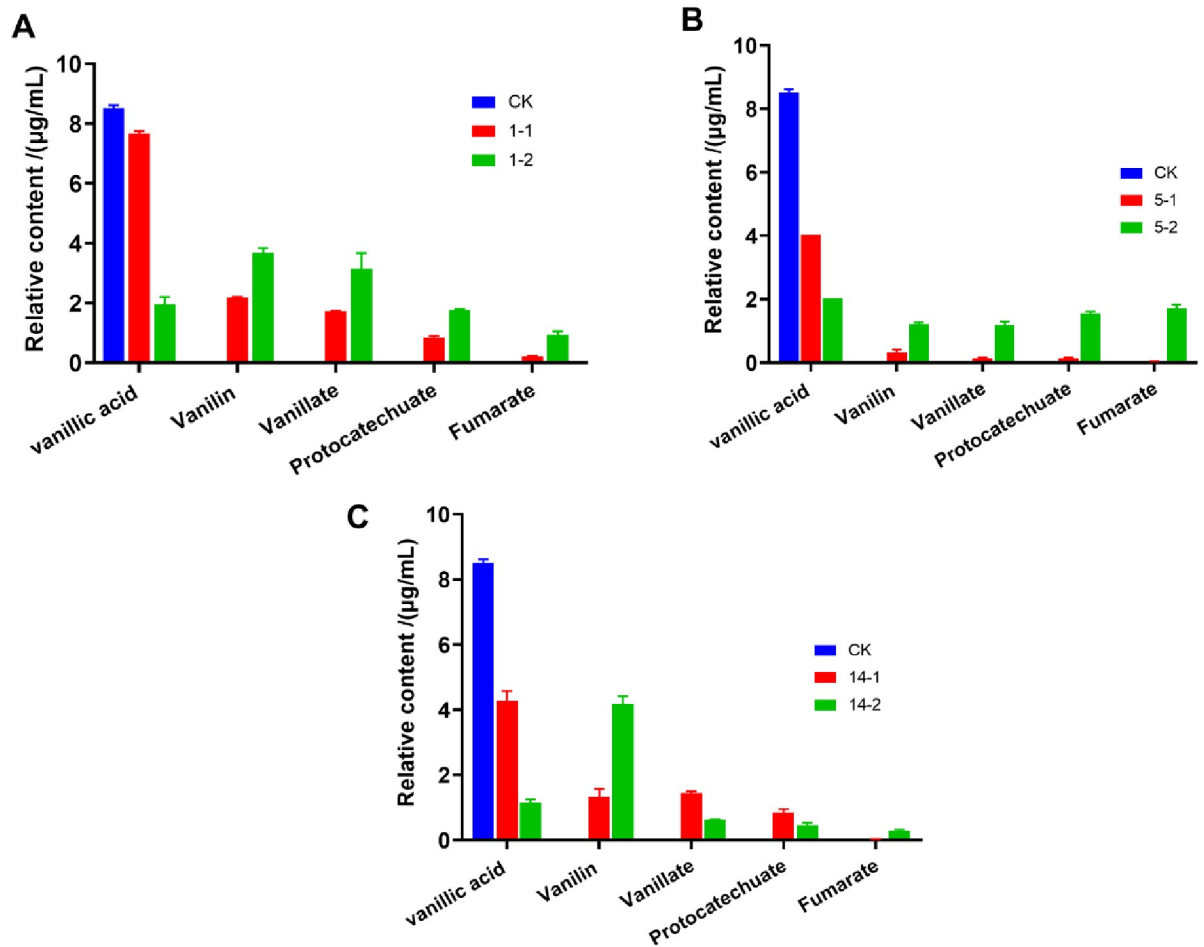 A
Relative content /(µg/mL)
10
8
6
4
2
0
CK
1-1
1-2
vanillic acid
Vanilin
Vanillate
Protocatechuate
Fumarate
B
Relative content /(µg/mL)
10
8
6
4
2
0
CK
5-1
5-2
vanillic acid
Vanilin
Vanillate
Protocatechuate
Fumarate
C
Relative content /(µg/mL)
10
8
6
4
2
0
CK
14-1
14-2
vanillic acid
Vanilin
Vanillate
Protocatechuate
Fumarate